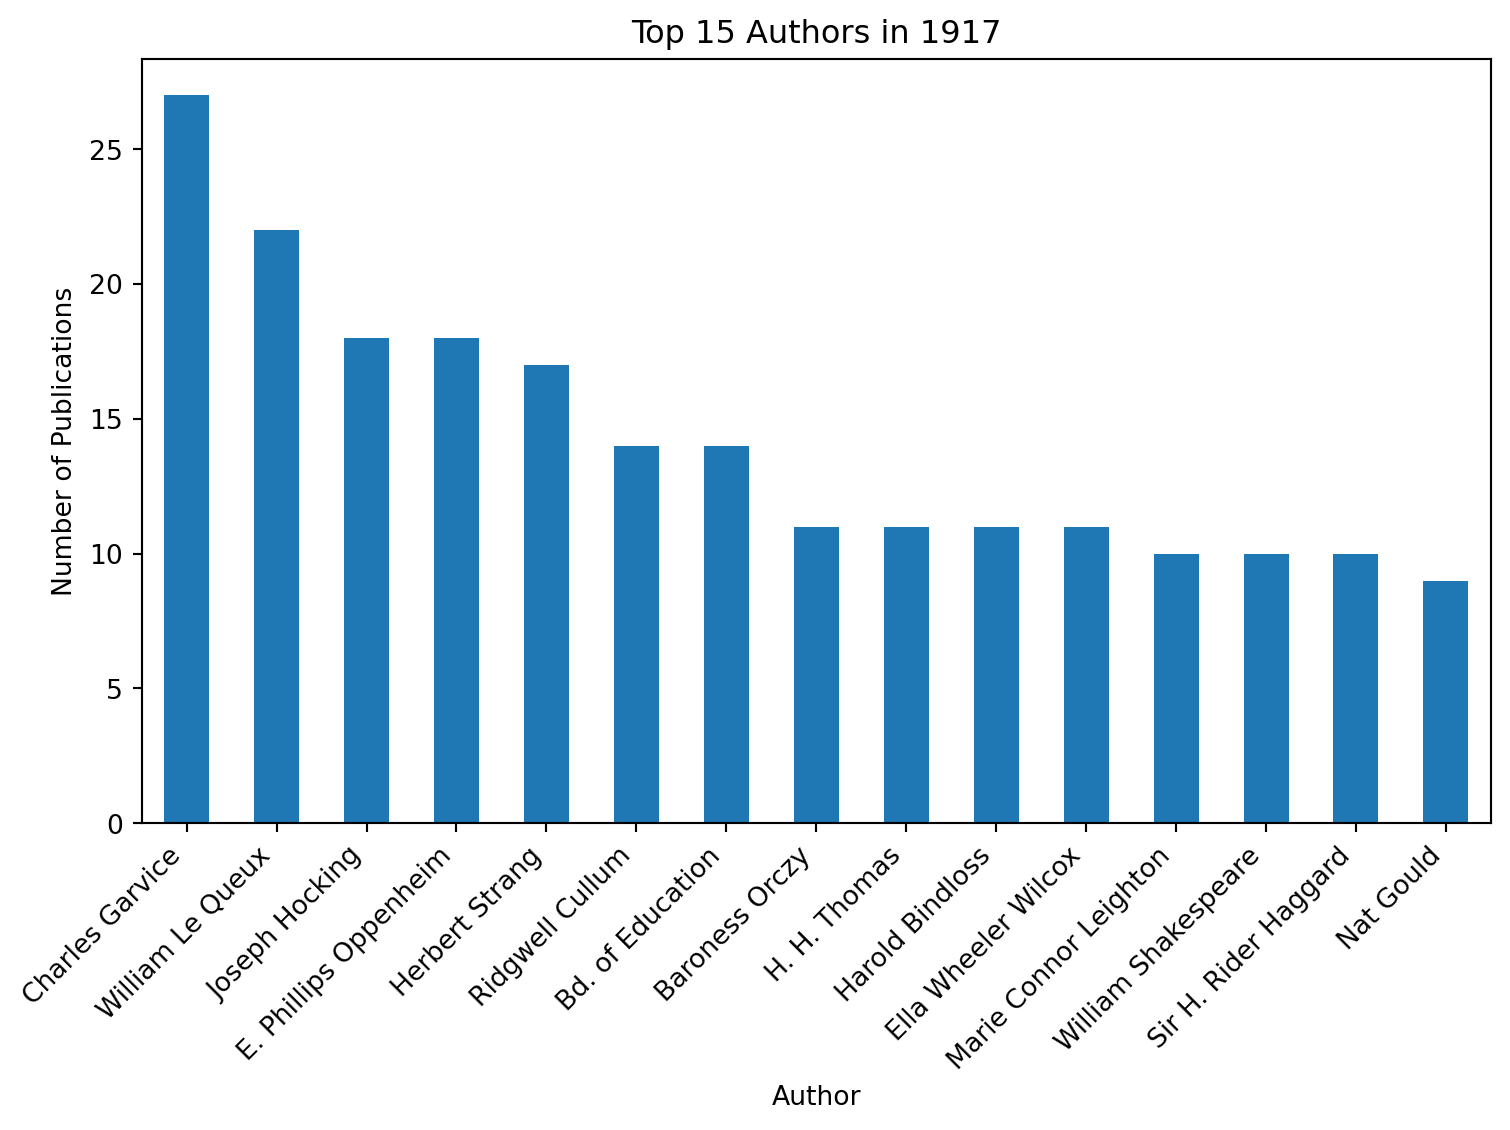 Top 15 Authors in 1917
Number of Publications
25
20
15
10
5
0
Charles Garvice
William Le Queux
Joseph Hocking
E. Phillips Oppenheim
Herbert Strang
Ridgwell Cullum
Bd. of Education
Baroness Orczy
H. H. Thomas
Harold Bindloss
Ella Wheeler Wilcox
Marie Connor Leighton
William Shakespeare
Sir H. Rider Haggard
Nat Gould
Author